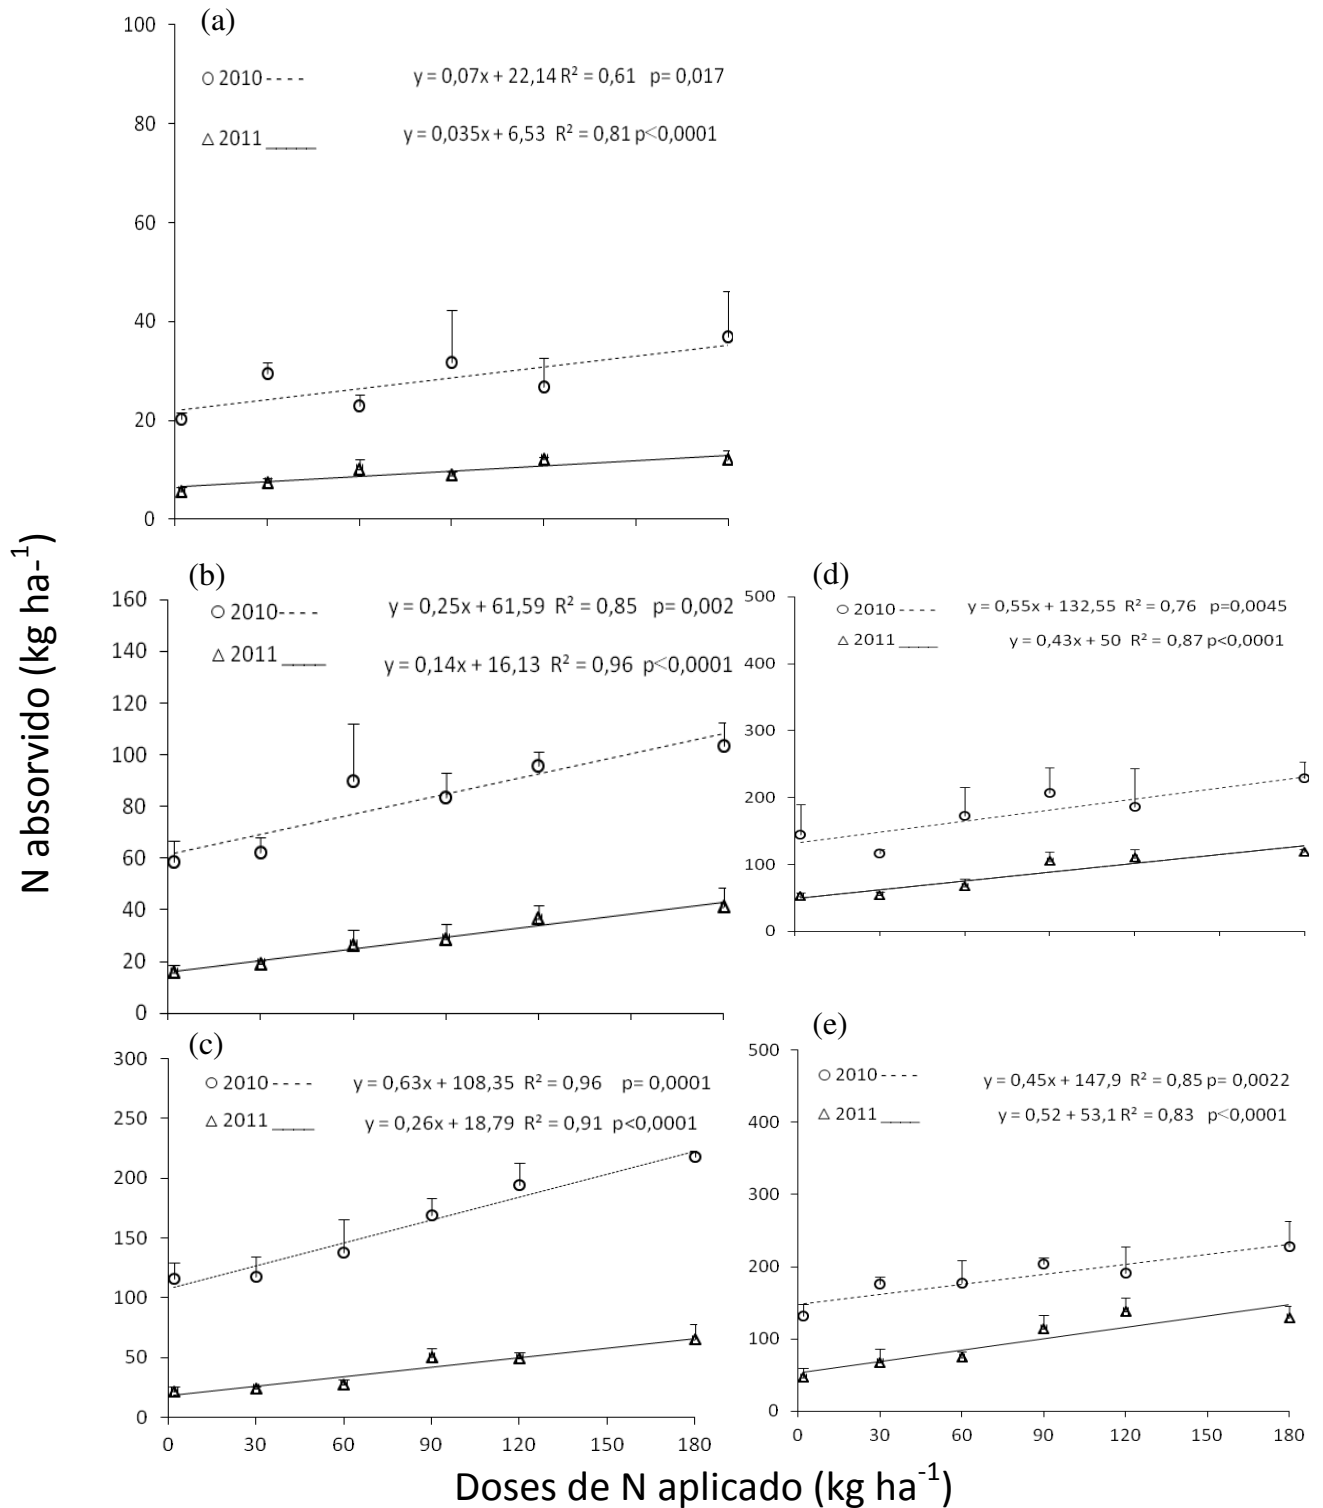 (a)
100
2010 y = 0,07x + 22,14 R² = 0,61 p= 0,017
80
2011 y = 0,035x + 6,53 R² = 0,81 p<0,0001
60
40
20
0
N absorvido (kg ha-¹)
(b)
160
2010 y = 0,25x + 61,59 R² = 0,85 p= 0,002
140
2011 y = 0,14x + 16,13 R² = 0,96 p<0,0001
120
100
80
60
40
20
0
(d)
500
2010 y = 0,55x + 132,55 R² = 0,76 p=0,0045
2011 y = 0,43x + 50 R² = 0,87 p<0,0001
400
300
200
100
0
(c)
300
2010 y = 0,63x + 108,35 R² = 0,96 p= 0,0001
250
2011 y = 0,26x + 18,79 R² = 0,91 p<0,0001
200
150
100
50
0
0 30 60 90 120 150 180
(e)
500
2010 y = 0,45x + 147,9 R² = 0,85 p= 0,0022
2011 y = 0,52 + 53,1 R² = 0,83 p<0,0001
400
300
200
100
0
0 30 60 90 120 150 180
Doses de N aplicado (kg ha⁻¹)